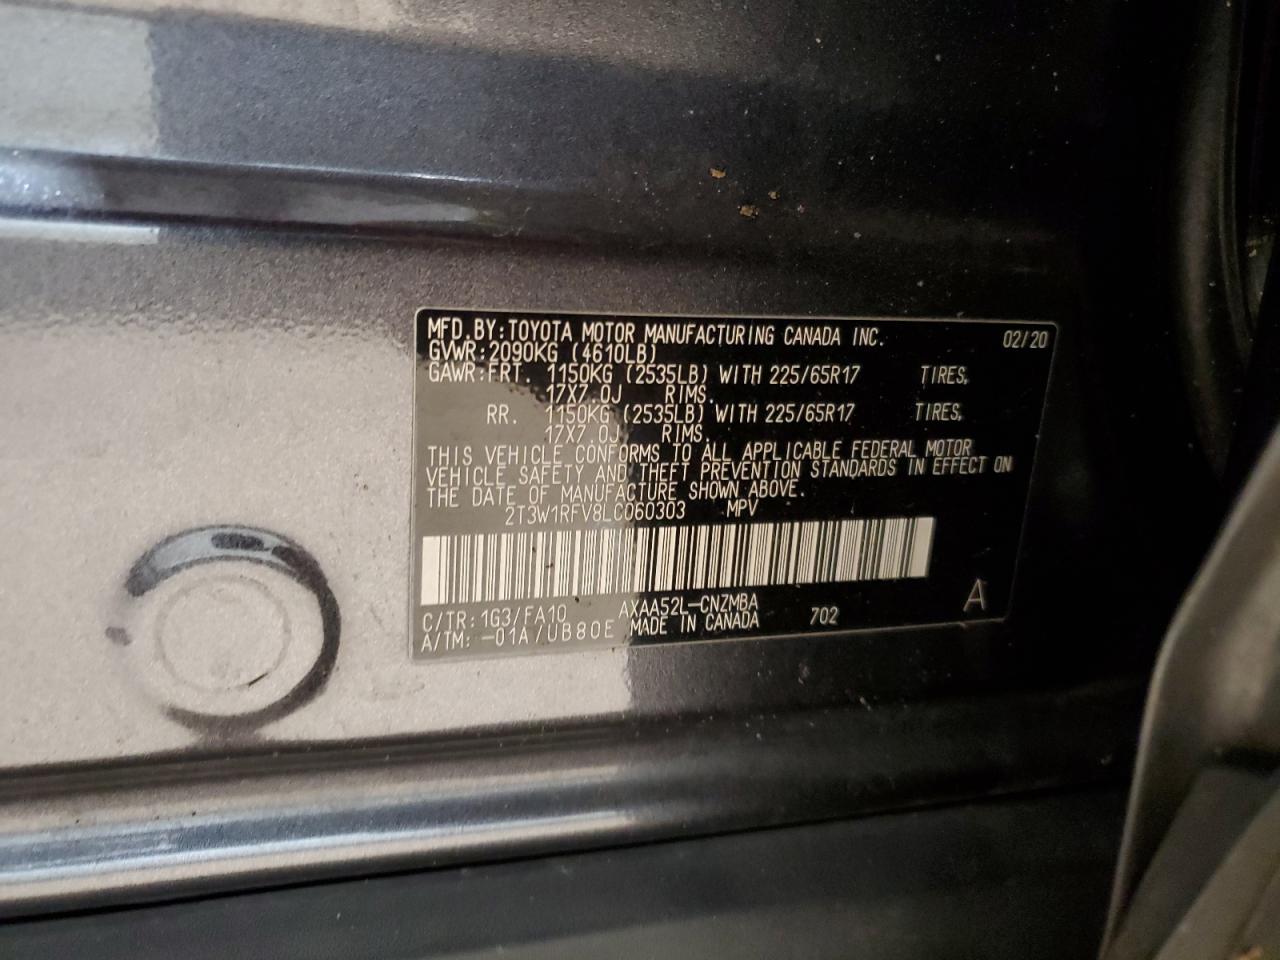 MFD.BY:TOYOTA MOTOR MANUFACTURING CANADA INC. 02/20
GVWR:2090KG (4610LB)
GAWR:FRT. 1150KG (2535LB) WITH 225/65R17 TIRES,
17X7.0J RIMS.
RR. 1150KG (2535LB) WITH 225/65R17 TIRES,
17X7.0J RIMS.
THIS VEHICLE CONFORMS TO ALL APPLICABLE FEDERAL MOTOR
VEHICLE SAFETY AND THEFT PREVENTION STANDARDS IN EFFECT ON
THE DATE OF MANUFACTURE SHOWN ABOVE.
2T3W1RFV8LC060303 MPV
C/TR:1G3/FA10 AXAA52L-CNZMBA 702 A
A/TM: -01A/UB80E MADE IN CANADA